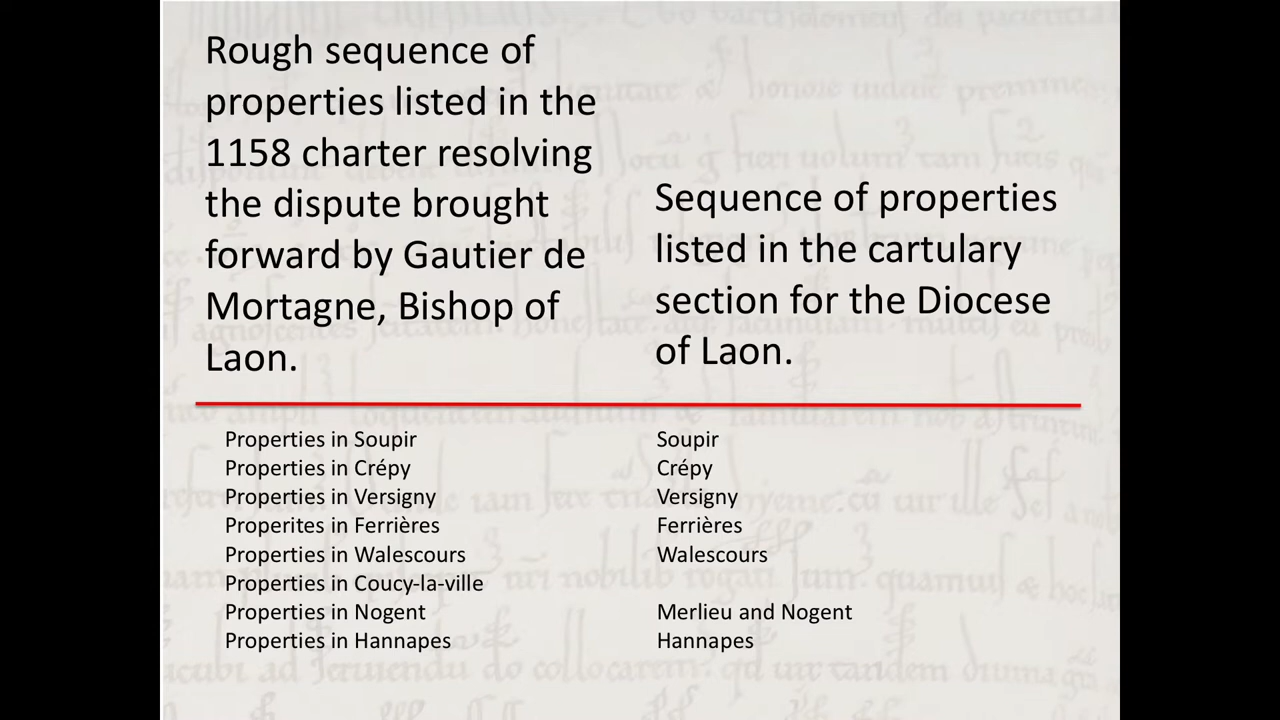 Rough sequence of
properties listed in the
1158 charter resolving
the dispute brought
forward by Gautier de
Mortagne, Bishop of
Laon.
Sequence of properties
listed in the cartulary
section for the Diocese
of Laon.
Properties in Soupir
Properties in Crépy
Properties in Versigny
Properites in Ferrières
Properties in Walescours
Properties in Coucy-la-ville
Properties in Nogent
Properties in Hannapes
Soupir
Crépy
Versigny
Ferrières
Walescours
Merlieu and Nogent
Hannapes